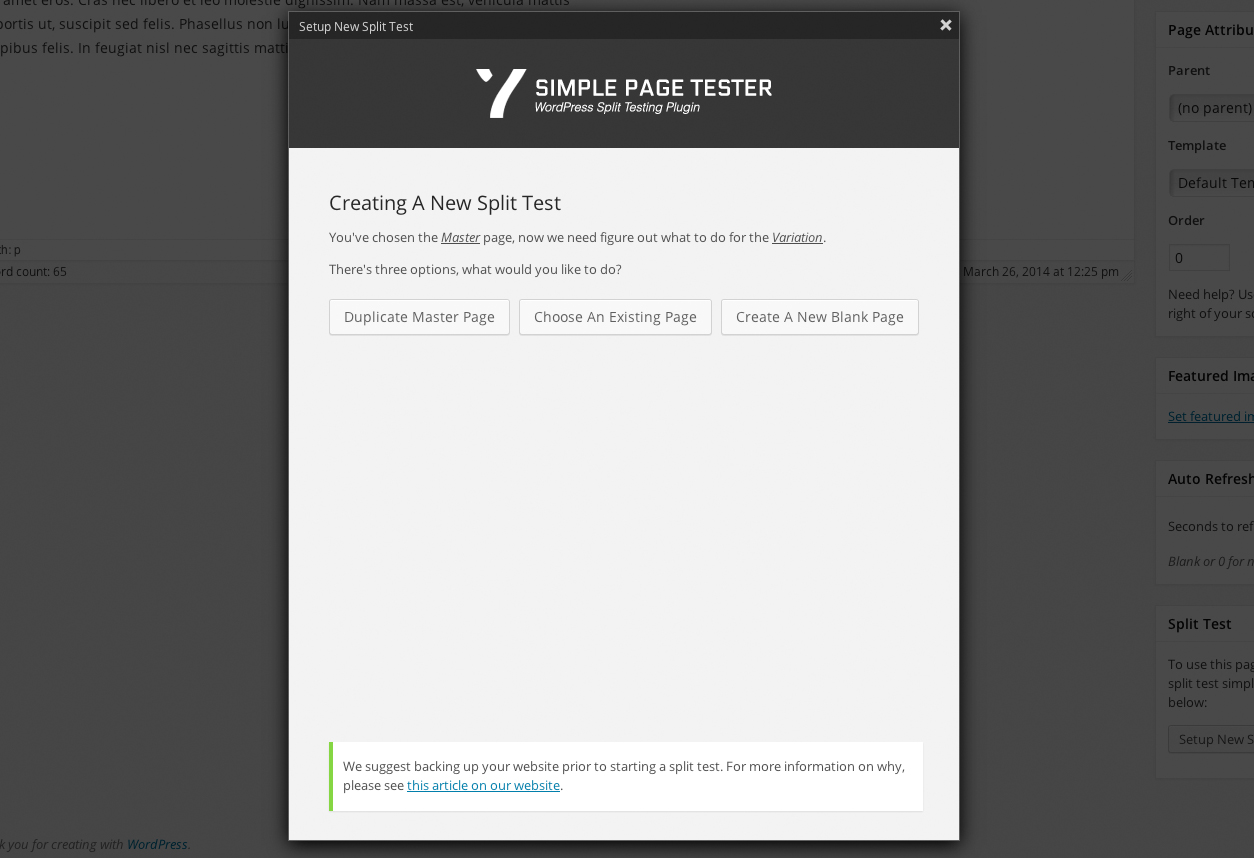 amet eros. Cras nec libero et leo molestie dignissim. Nam massa est, vehicula mattis
portis ut, suscipit sed felis. Phasellus non lu
pibus felis. In feugiat nisl nec sagittis matti
th: p
ord count: 65
March 26, 2014 at 12:25 pm
Setup New Split Test
SIMPLE PAGE TESTER
WordPress Split Testing Plugin
Creating A New Split Test
You've chosen the Master page, now we need figure out what to do for the Variation.
There's three options, what would you like to do?
Duplicate Master Page
Choose An Existing Page
Create A New Blank Page
We suggest backing up your website prior to starting a split test. For more information on why,
please see this article on our website.
Page Attribu
Parent
(no parent)
Template
Default Tem
Order
0
Need help? Us
right of your sc
Featured Ima
Set featured im
Auto Refresh
Seconds to ref
Blank or 0 for n
Split Test
To use this pag
split test simpl
below:
Setup New S
k you for creating with WordPress.